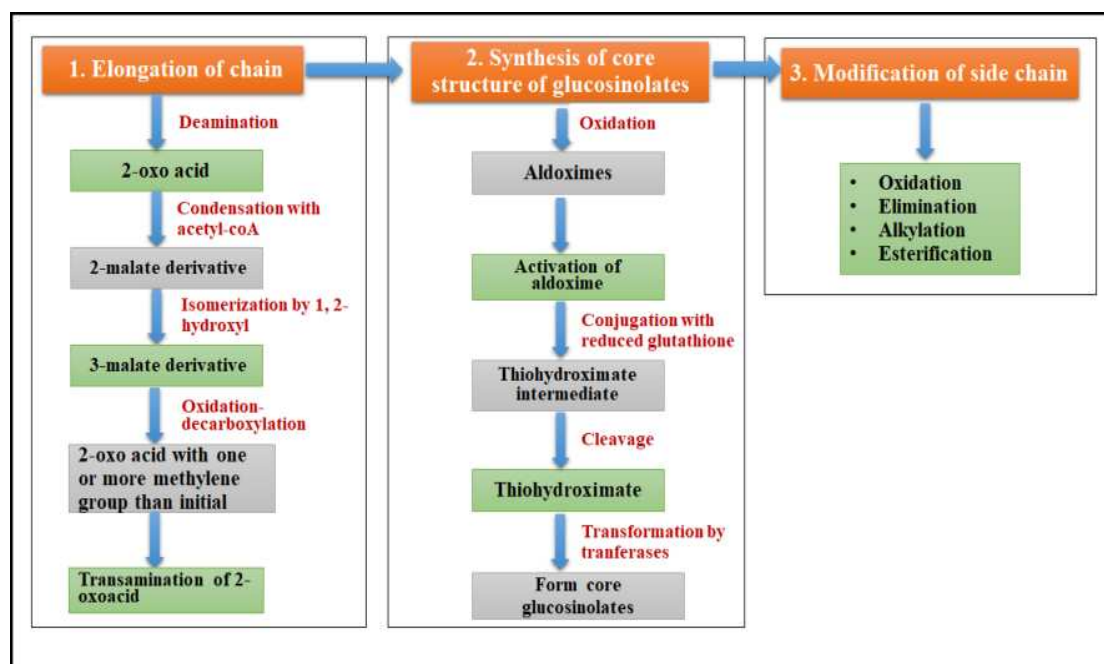 1. Elongation of chain
Deamination
2-oxo acid
Condensation with
acetyl-coA
2-malate derivative
Isomerization by 1, 2-
hydroxyl
3-malate derivative
Oxidation-
decarboxylation
2-oxo acid with one
or more methylene
group than initial
Transamination of 2-
oxoacid
2. Synthesis of core
structure of glucosinolates
Oxidation
Aldoximes
Activation of
aldoxime
Conjugation with
reduced glutathione
Thiohydroximate
intermediate
Cleavage
Thiohydroximate
Transformation by
tranferases
Form core
glucosinolates
3. Modification of side chain
• Oxidation
• Elimination
• Alkylation
• Esterification